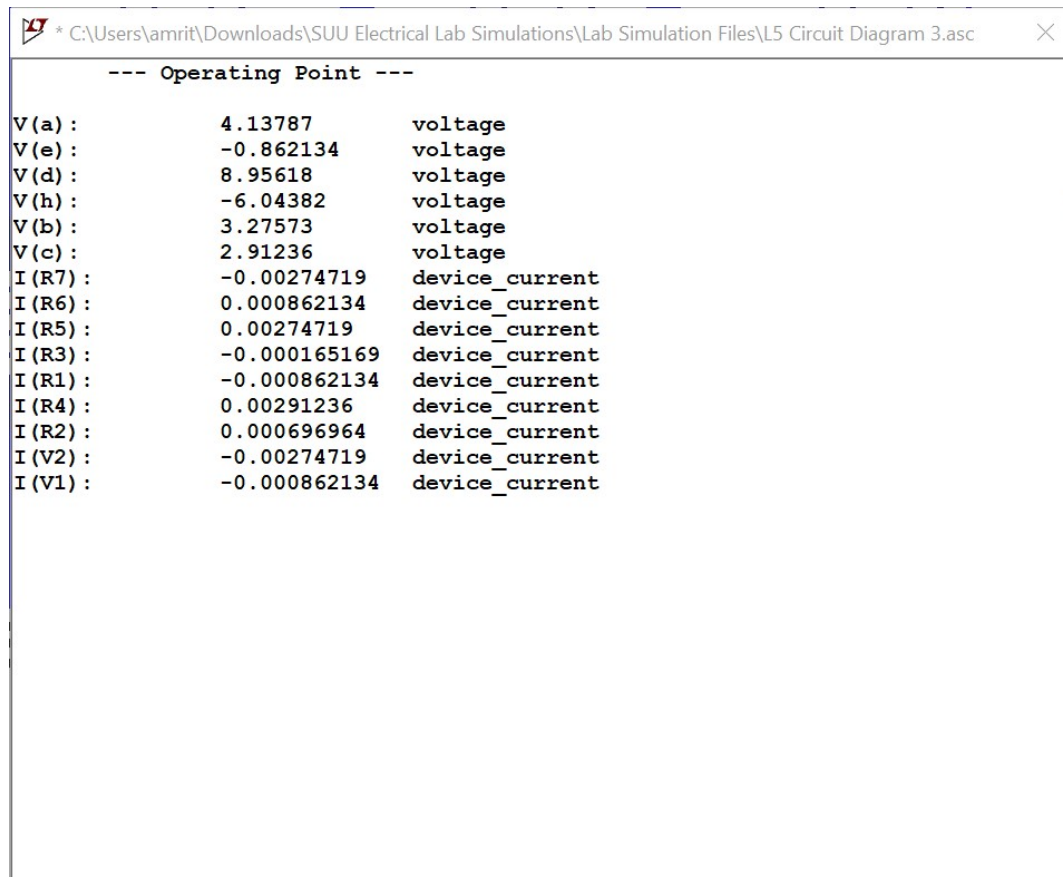 * C:\Users\amrit\Downloads\SUU Electrical Lab Simulations\Lab Simulation Files\L5 Circuit Diagram 3.asc
--- Operating Point ---
V(a): 4.13787 voltage
V(e): -0.862134 voltage
V(d): 8.95618 voltage
V(h): -6.04382 voltage
V(b): 3.27573 voltage
V(c): 2.91236 voltage
I(R7): -0.00274719 device_current
I(R6): 0.000862134 device_current
I(R5): 0.00274719 device_current
I(R3): -0.000165169 device_current
I(R1): -0.000862134 device_current
I(R4): 0.00291236 device_current
I(R2): 0.000696964 device_current
I(V2): -0.00274719 device_current
I(V1): -0.000862134 device_current